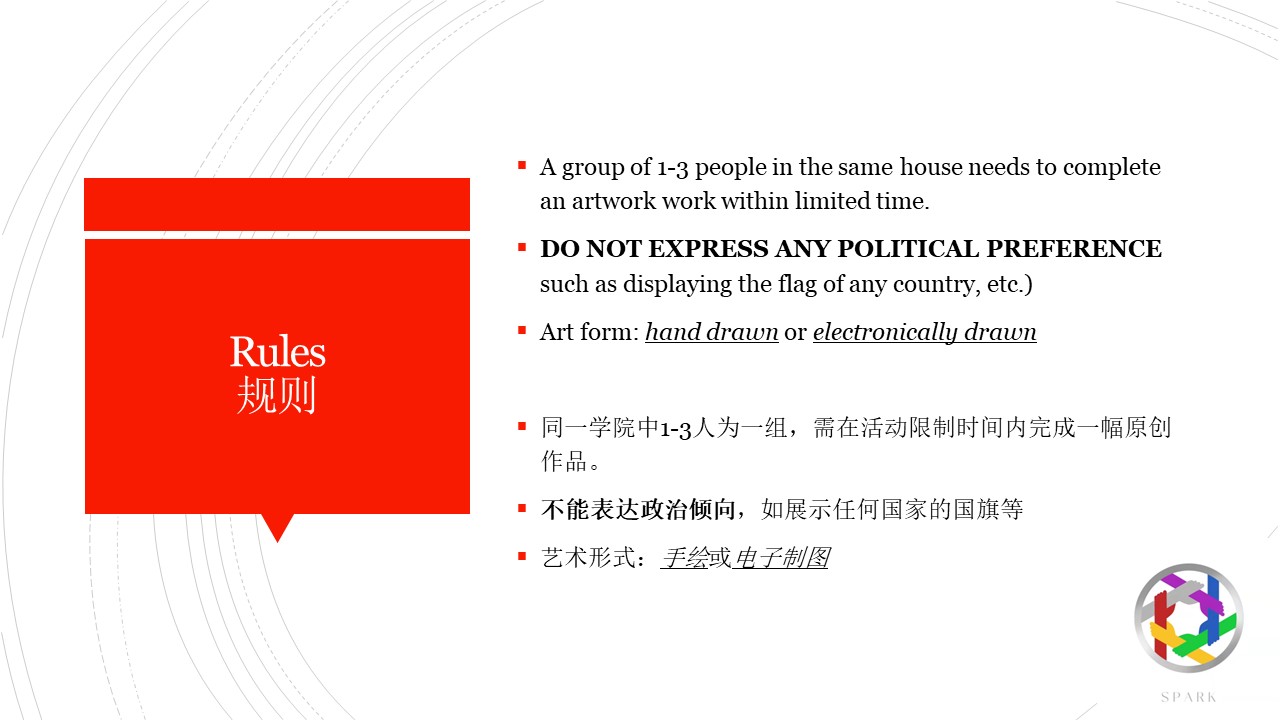 Rules
规则
A group of 1-3 people in the same house needs to complete
an artwork work within limited time.
DO NOT EXPRESS ANY POLITICAL PREFERENCE
such as displaying the flag of any country, etc.)
Art form: hand drawn or electronically drawn
同一学院中1-3人为一组，需在活动限制时间内完成一幅原创
作品。
不能表达政治倾向，如展示任何国家的国旗等
艺术形式：手绘或电子制图
SPARK